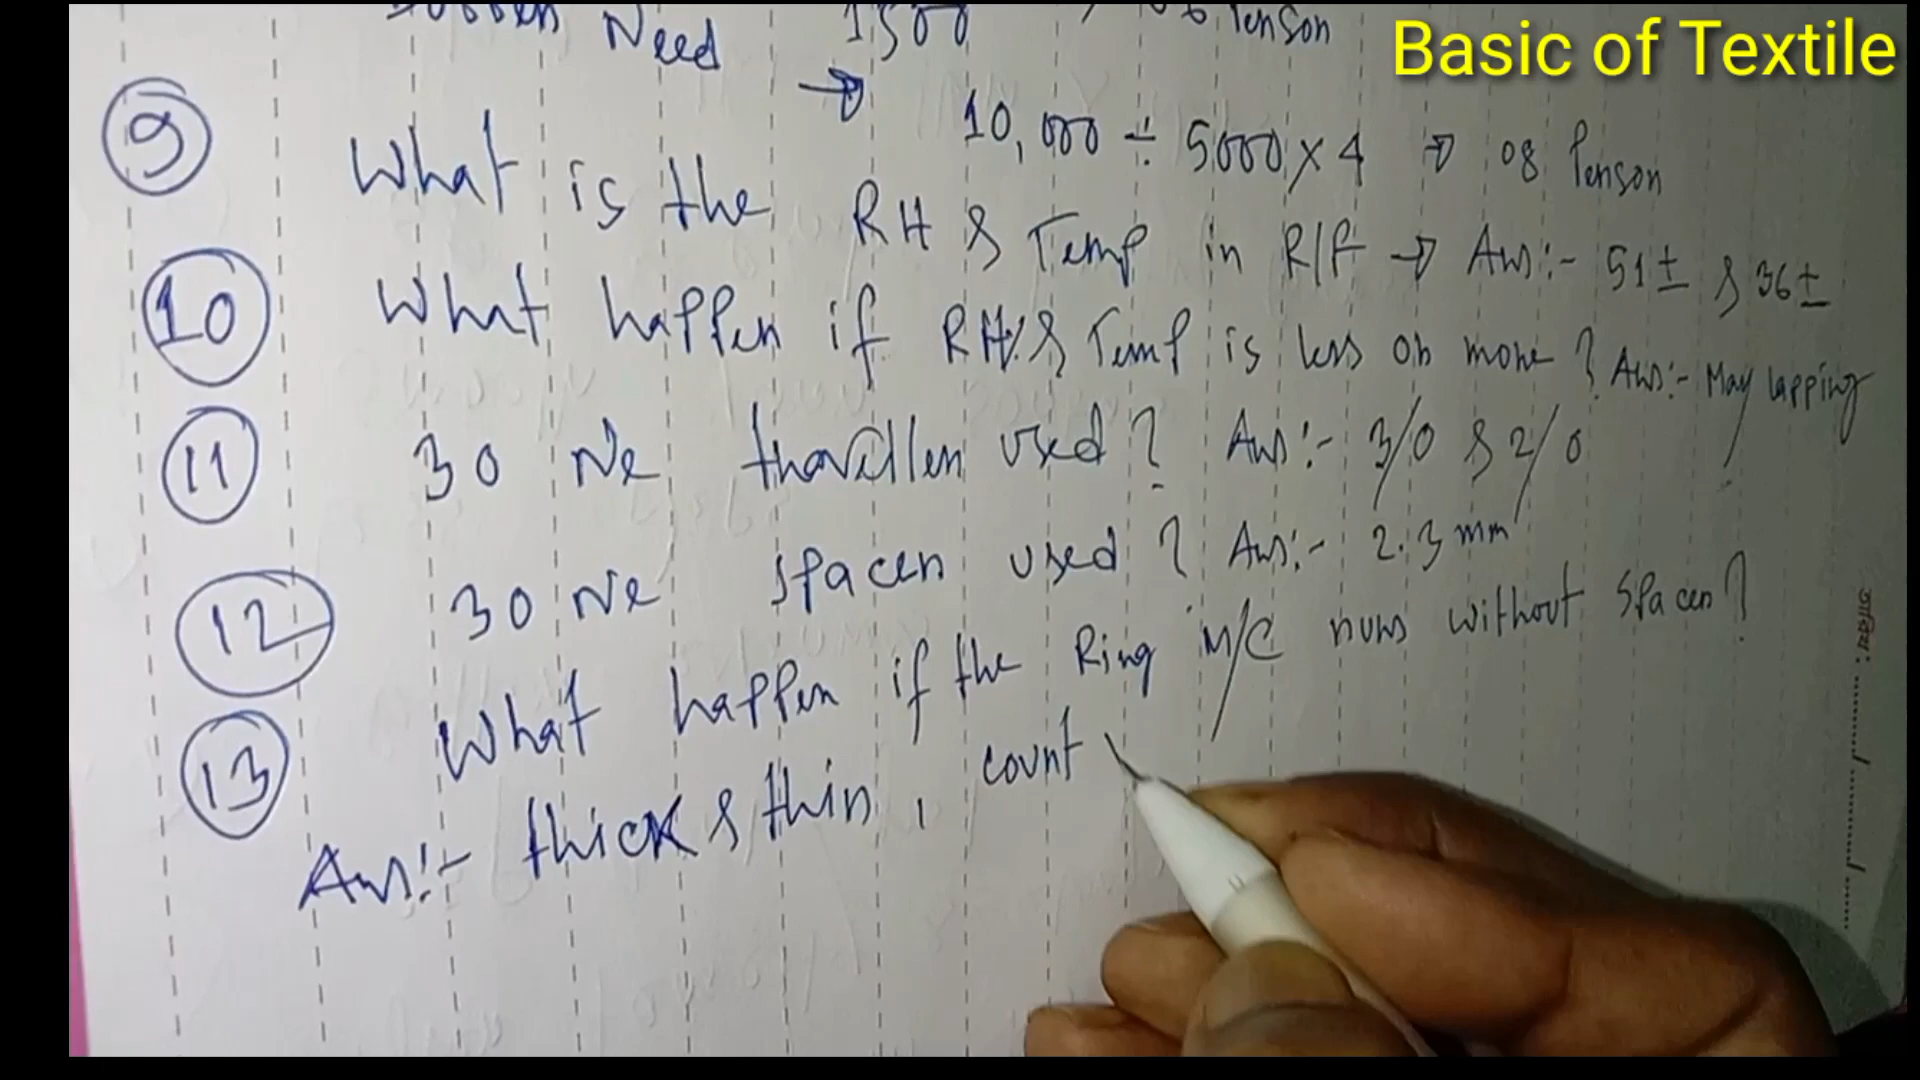 Basic of Textile
Need 1500 Person
→ 10,000 ÷ 5000 × 4 → 08 Person
9 What is the RH & Temp in R/F → Ans:- 51± & 36±
10 What happen if RH% & Temp is less or more? Ans:- May lapping
11 30 Ne traveller used? Ans:- 3/0 & 2/0
12 30 Ne spacer used? Ans:- 2.3 mm
13 What happen if the Ring M/C runs without spacer?
Ans:- thick & thin, count